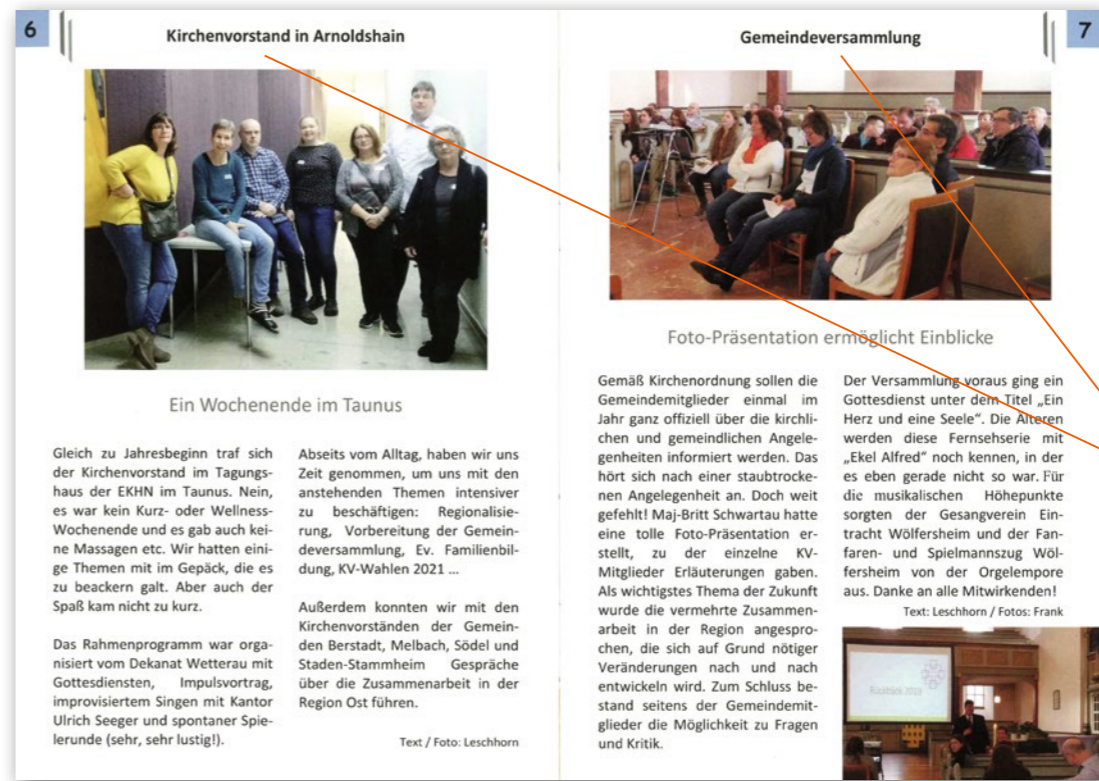 6
Kirchenvorstand in Arnoldshain
Ein Wochenende im Taunus
Gleich zu Jahresbeginn traf sich
der Kirchenvorstand im Tagungs-
haus der EKHN im Taunus. Nein,
es war kein Kurz- oder Wellness-
Wochenende und es gab auch kei-
ne Massagen etc. Wir hatten eini-
ge Themen mit im Gepäck, die es
zu beackern galt. Aber auch der
Spaß kam nicht zu kurz.
Das Rahmenprogramm war orga-
nisiert vom Dekanat Wetterau mit
Gottesdiensten, Impulsvortrag,
improvisiertem Singen mit Kantor
Ulrich Seeger und spontaner Spie-
lerunde (sehr, sehr lustig!).
Abseits vom Alltag, haben wir uns
Zeit genommen, um uns mit den
anstehenden Themen intensiver
zu beschäftigen: Regionalisie-
rung, Vorbereitung der Gemein-
deversammlung, Ev. Familienbil-
dung, KV-Wahlen 2021 ...
Außerdem konnten wir mit den
Kirchenvorständen der Gemein-
den Berstadt, Melbach, Södel und
Staden-Stammheim Gespräche
über die Zusammenarbeit in der
Region Ost führen.
Text / Foto: Leschhorn
Gemeindeversammlung
7
Foto-Präsentation ermöglicht Einblicke
Gemäß Kirchenordnung sollen die
Gemeindemitglieder einmal im
Jahr ganz offiziell über die kirchli-
chen und gemeindlichen Angele-
genheiten informiert werden. Das
hört sich nach einer staubtrocke-
nen Angelegenheit an. Doch weit
gefehlt! Maj-Britt Schwartau hatte
eine tolle Foto-Präsentation er-
stellt, zu der einzelne KV-
Mitglieder Erläuterungen gaben.
Als wichtigstes Thema der Zukunft
wurde die vermehrte Zusammen-
arbeit in der Region angespro-
chen, die sich auf Grund nötiger
Veränderungen nach und nach
entwickeln wird. Zum Schluss be-
stand seitens der Gemeindemit-
glieder die Möglichkeit zu Fragen
und Kritik.
Der Versammlung voraus ging ein
Gottesdienst unter dem Titel „Ein
Herz und eine Seele“. Die Älteren
werden diese Fernsehserie mit
„Ekel Alfred“ noch kennen, in der
es eben gerade nicht so war. Für
die musikalischen Höhepunkte
sorgten der Gesangverein Ein-
tracht Wölfersheim und der Fan-
faren- und Spielmannszug Wöl-
fersheim von der Orgelempore
aus. Danke an alle Mitwirkenden!
Text: Leschhorn / Fotos: Frank
Rückblick 2019